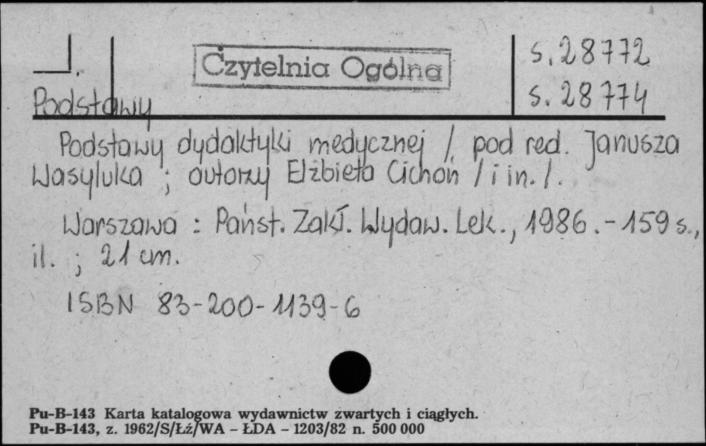 Czytelnia Ogólna
s. 28772
s. 28774
Podstawy
Podstawy dydaktyki medycznej / pod red. Janusza
Wasyluka ; autorzy Elżbieta Cichoń / i in. /.
Warszawa : Państ. Zakł. Wydaw. Lek., 1986. - 159 s.,
il. ; 21 cm.
ISBN 83-200-1139-6
Pu-B-143 Karta katalogowa wydawnictw zwartych i ciągłych.
Pu-B-143, z. 1962/S/Łź/WA - ŁDA - 1203/82 n. 500 000